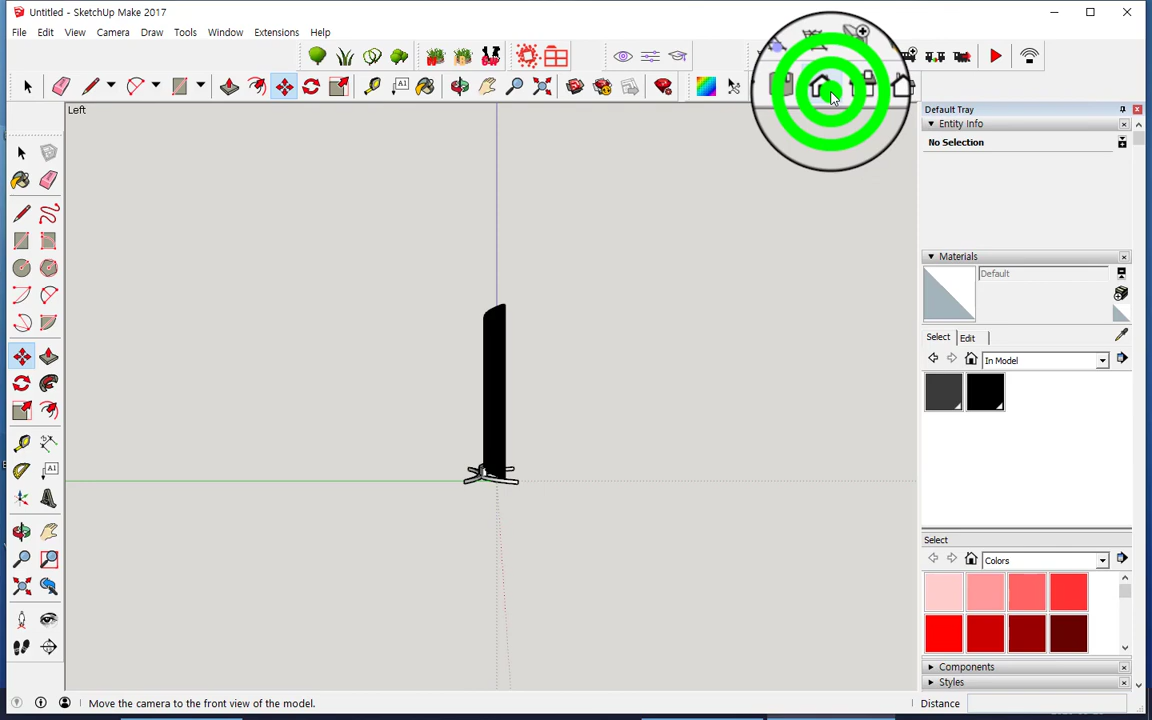 Untitled - SketchUp Make 2017
File Edit View Camera Draw Tools Window Extensions Help
A1
Left
Default Tray
Entity Info
No Selection
Materials
Default
Select Edit
In Model
A1
Select
Colors
Components
Styles
Move the camera to the front view of the model.
Distance